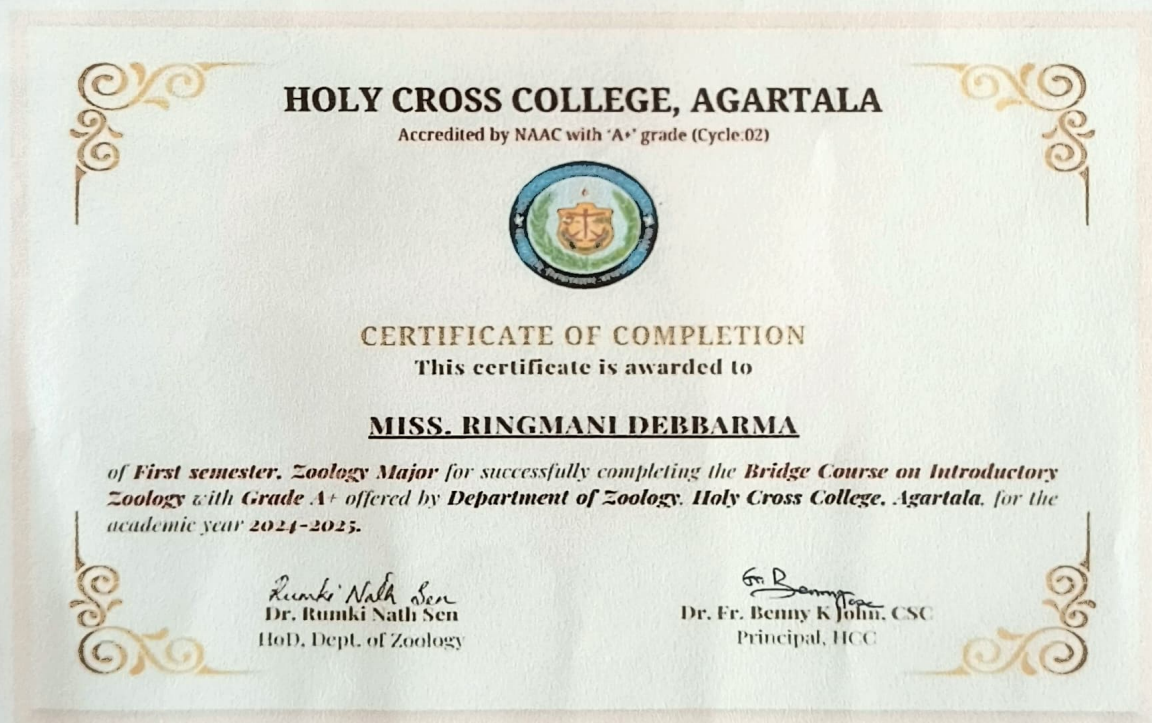 HOLY CROSS COLLEGE, AGARTALA
Accredited by NAAC with 'A+' grade (Cycle:02)
CERTIFICATE OF COMPLETION
This certificate is awarded to
MISS. RINGMANI DEBBARMA
of First semester, Zoology Major for successfully completing the Bridge Course on Introductory
Zoology with Grade A+ offered by Department of Zoology, Holy Cross College, Agartala, for the
academic year 2024-2025.
Rumki Nath Sen
Dr. Rumki Nath Sen
HoD, Dept. of Zoology
Fr. Benny
Dr. Fr. Benny K John, CSC
Principal, HCC